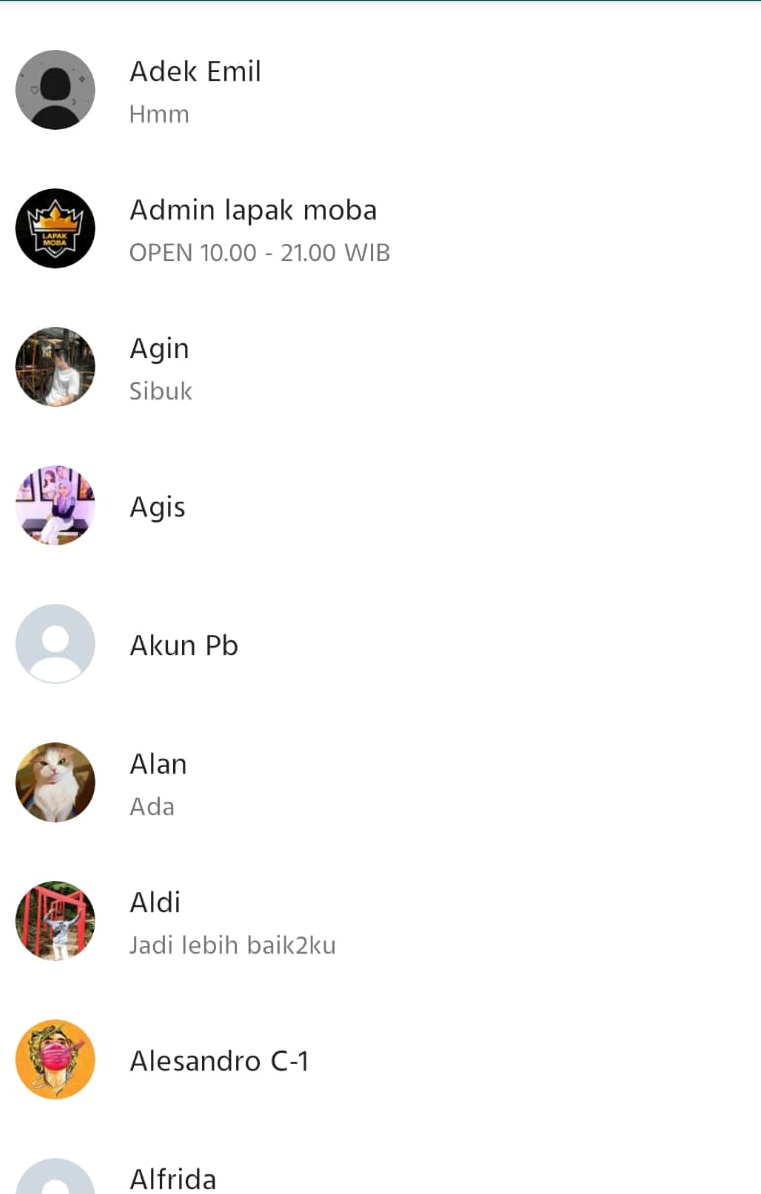 Adek Emil
Hmm
LAPAK
MOBA
Admin lapak moba
OPEN 10.00 - 21.00 WIB
Agin
Sibuk
Agis
Akun Pb
Alan
Ada
Aldi
Jadi lebih baik2ku
Alesandro C-1
Alfrida